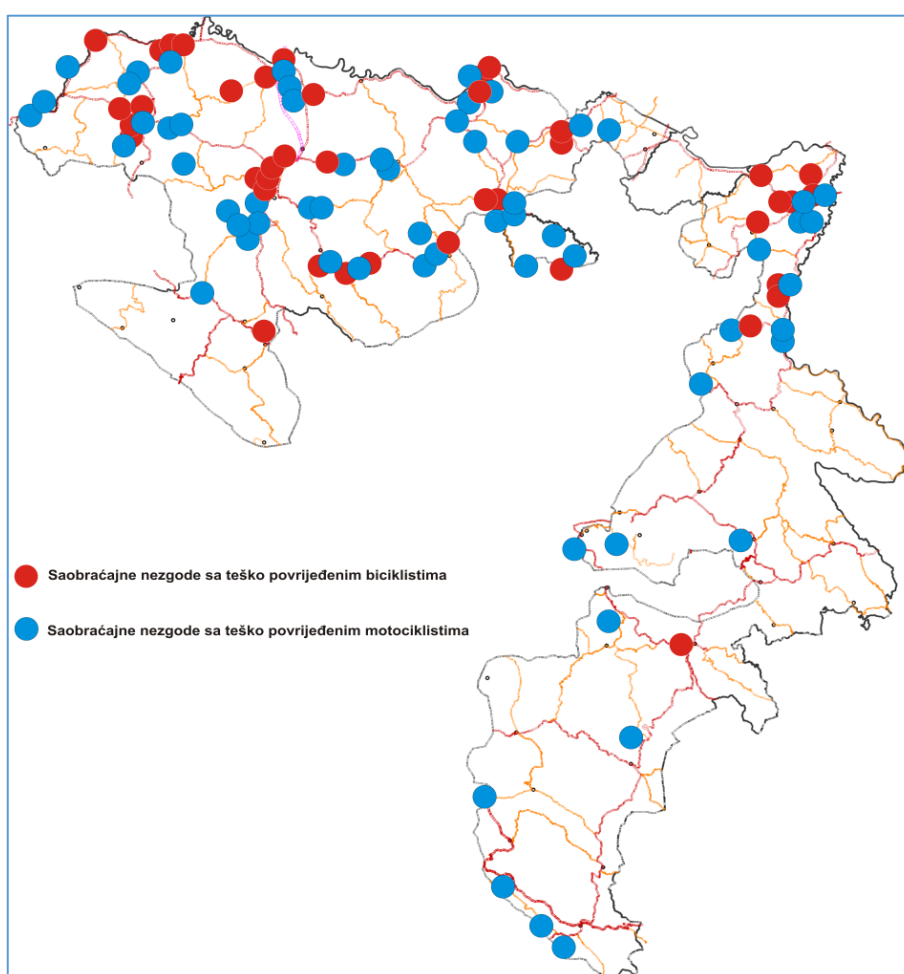 Saobraćajne nezgode sa teško povrijeđenim biciklistima
Saobraćajne nezgode sa teško povrijeđenim motociklistima